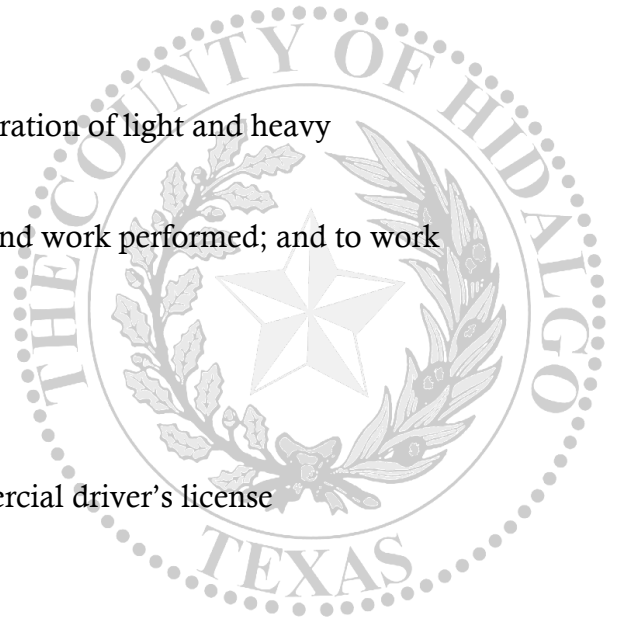 THE COUNTY OF HIDALGO
ration of light and heavy
nd work performed; and to work
ercial driver’s license
TEXAS